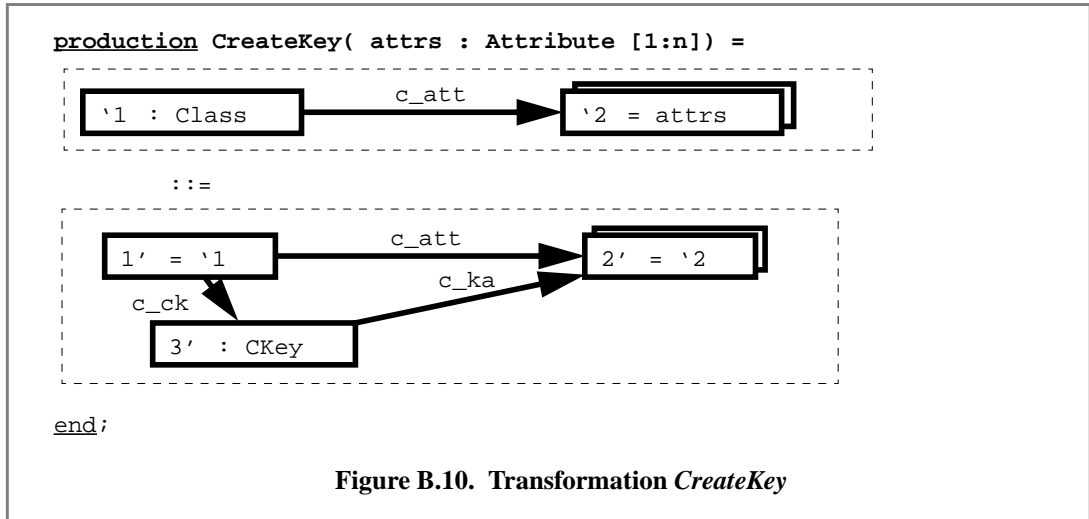 production CreateKey( attrs : Attribute [1:n]) =
c_att
‘1 : Class
‘2 = attrs
::=
c_att
1’ = ‘1
2’ = ‘2
c_ka
c_ck
3’ : CKey
end;
Figure B.10. Transformation CreateKey